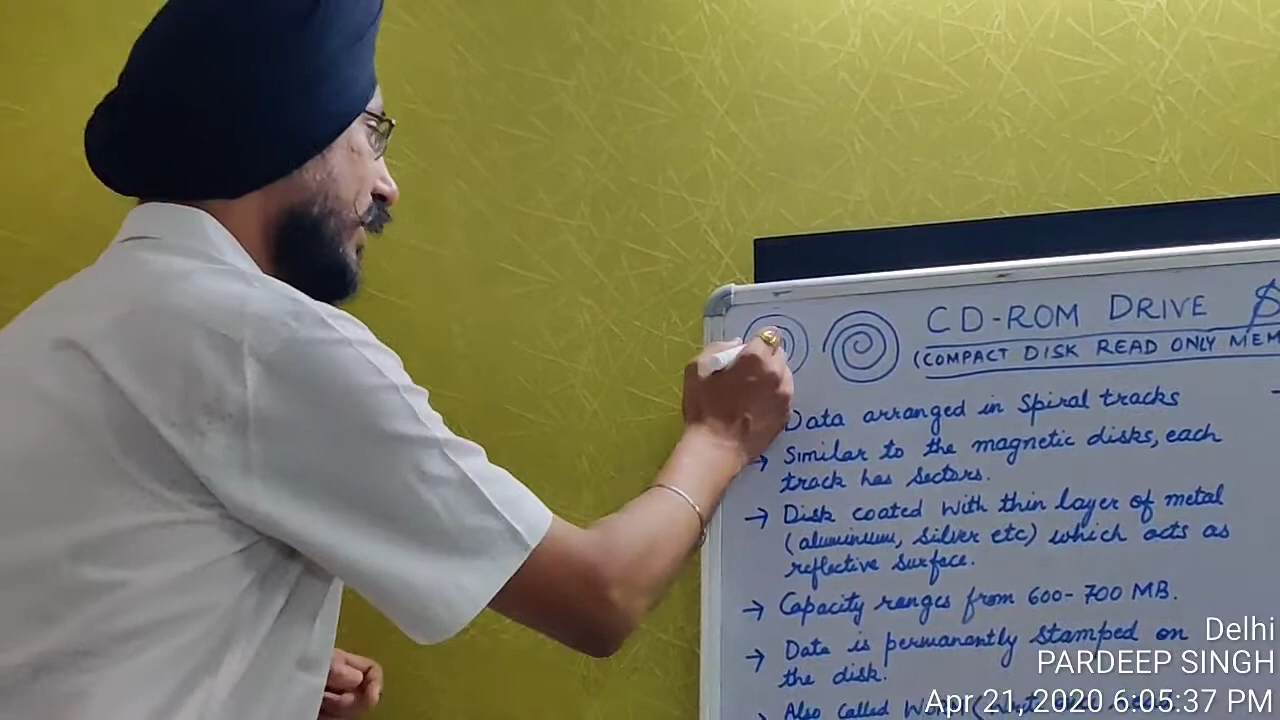 CD-ROM DRIVE
(COMPACT DISK READ ONLY MEM
Data arranged in Spiral tracks
→ Similar to the magnetic disks, each
track has Sectors.
→ Disk coated with thin layer of metal
(aluminium, Silver etc) which acts as
reflective Surface.
→ Capacity ranges from 600-700 MB.
→ Data is permanantly Stamped on
the disk.
Also called
Delhi
PARDEEP SINGH
Apr 21, 2020 6:05:37 PM